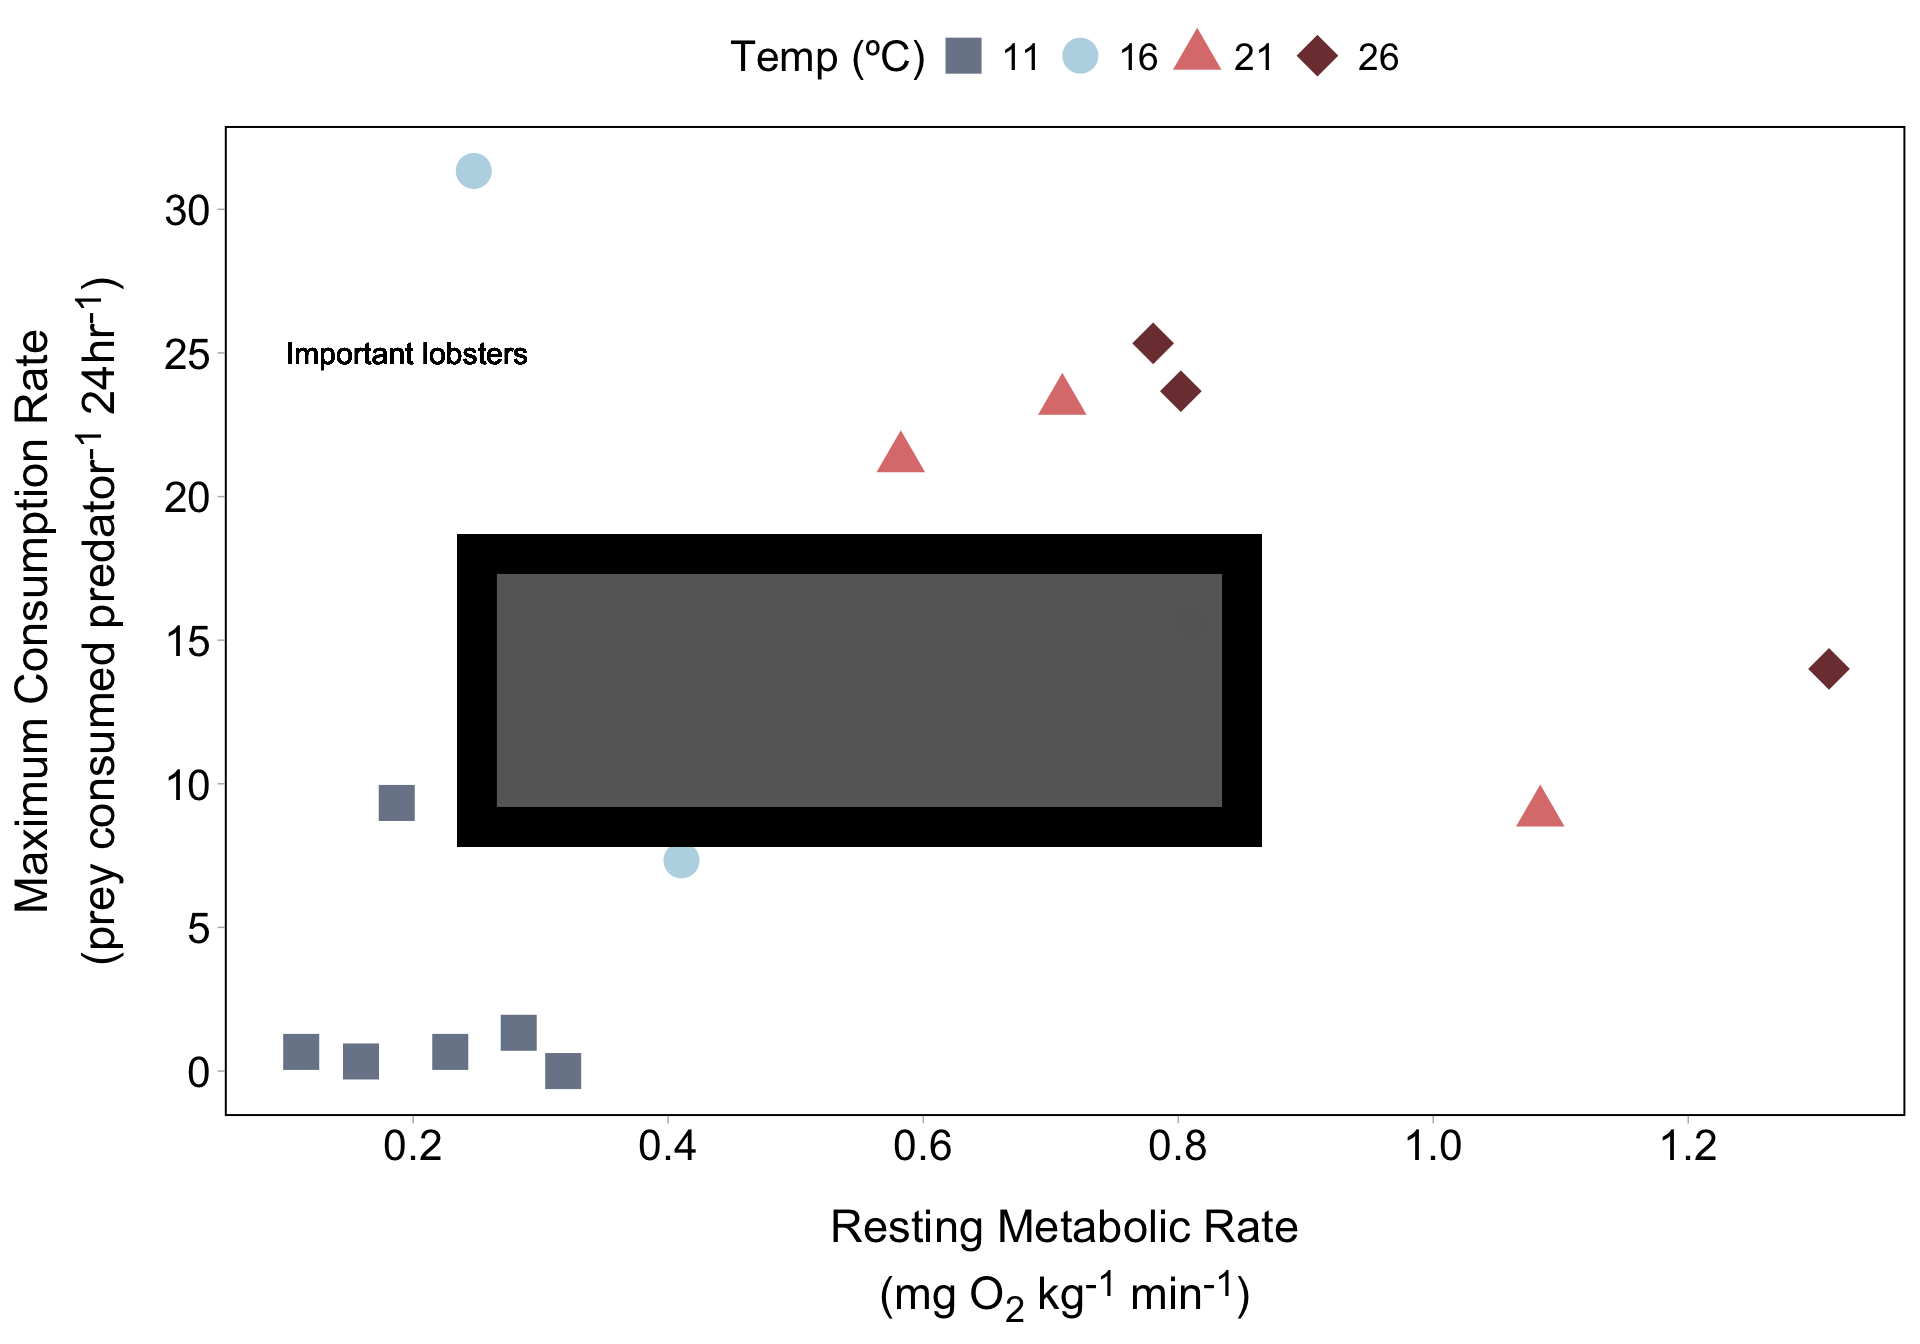 Temp (ºC) 11 16 21 26
30
25
20
15
10
5
0
Important lobsters
Maximum Consumption Rate
(prey consumed predator⁻¹ 24hr⁻¹)
0.2 0.4 0.6 0.8 1.0 1.2
Resting Metabolic Rate
(mg O₂ kg⁻¹ min⁻¹)